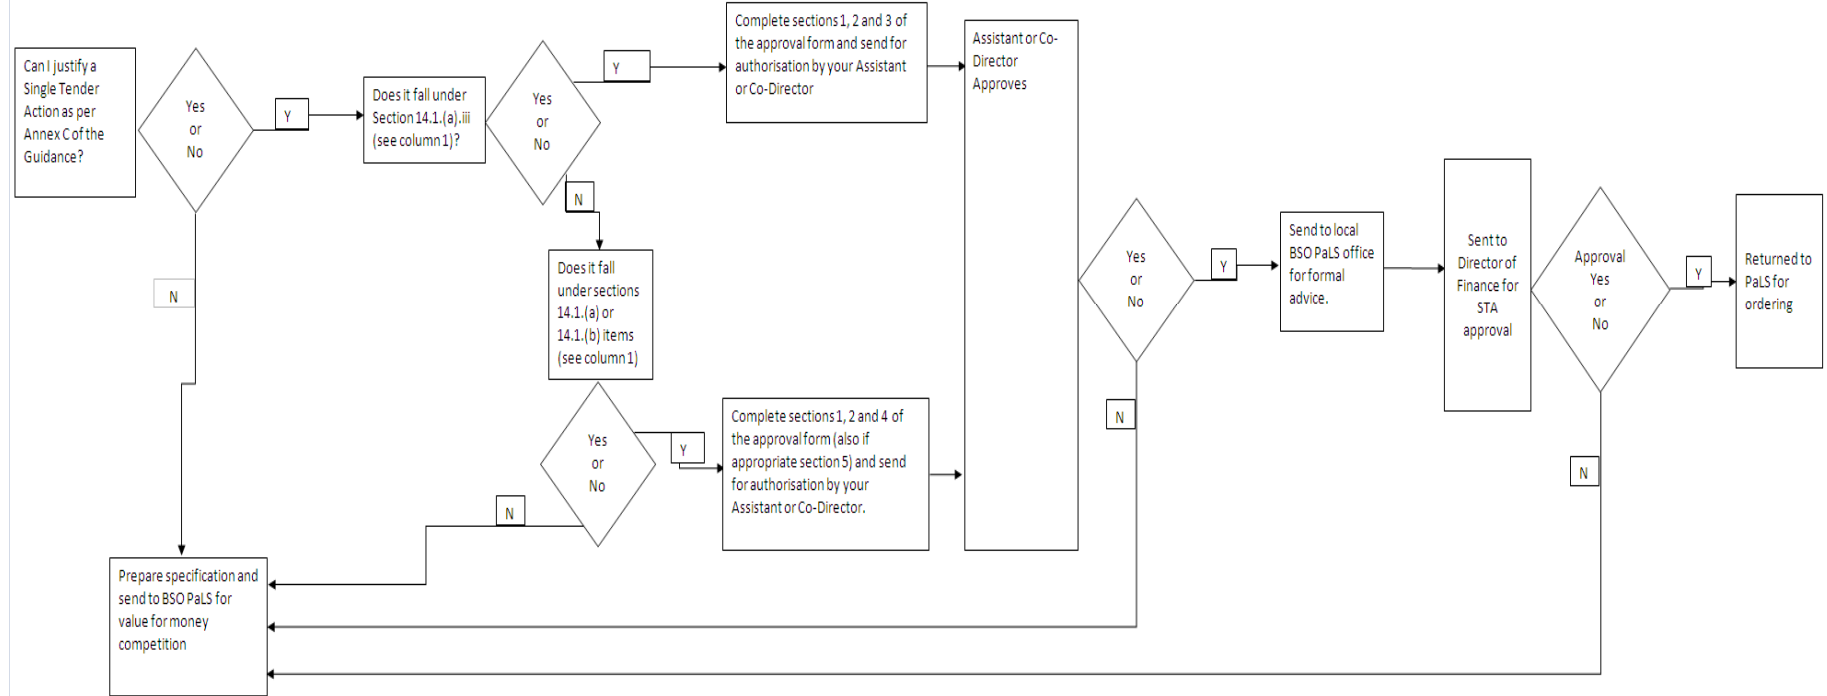 Can I justify a
Single Tender
Action as per
Annex C of the
Guidance?
Yes
or
No
Y
N
Does it fall under
Section 14.1.(a).iii
(see column 1)?
Yes
or
No
Y
N
Complete sections 1, 2 and 3 of
the approval form and send for
authorisation by your Assistant
or Co-Director
Does it fall
under sections
14.1.(a) or
14.1.(b) items
(see column 1)
Yes
or
No
Y
N
Complete sections 1, 2 and 4 of
the approval form (also if
appropriate section 5) and send
for authorisation by your
Assistant or Co-Director.
Assistant or Co-
Director
Approves
Yes
or
No
Y
N
Send to local
BSO PaLS office
for formal
advice.
Sent to
Director of
Finance for
STA
approval
Approval
Yes
or
No
Y
N
Returned to
PaLS for
ordering
Prepare specification and
send to BSO PaLS for
value for money
competition